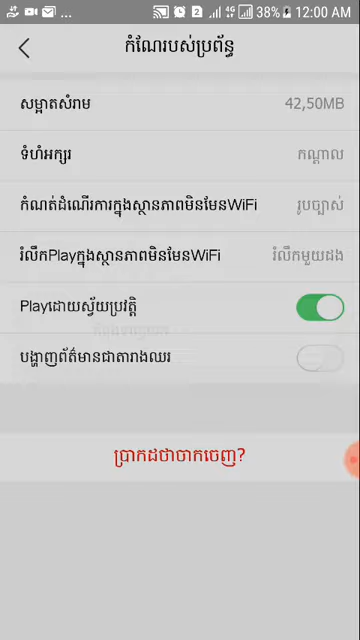 38% 12:00 AM
កំណែរបស់ប្រព័ន្ធ
សម្អាតសំរាម 42,50MB
ទំហំអក្សរ កណ្តាល
កំណត់ដំណើរការក្នុងស្ថានភាពមិនមែនWiFi រូបច្បាស់
រំលឹកPlayក្នុងស្ថានភាពមិនមែនWiFi រំលឹកមួយដង
Playដោយស្វ័យប្រវត្តិ
បង្ហាញព័ត៌មានជាតារាងឈរ
ប្រាកដថាចាកចេញ?